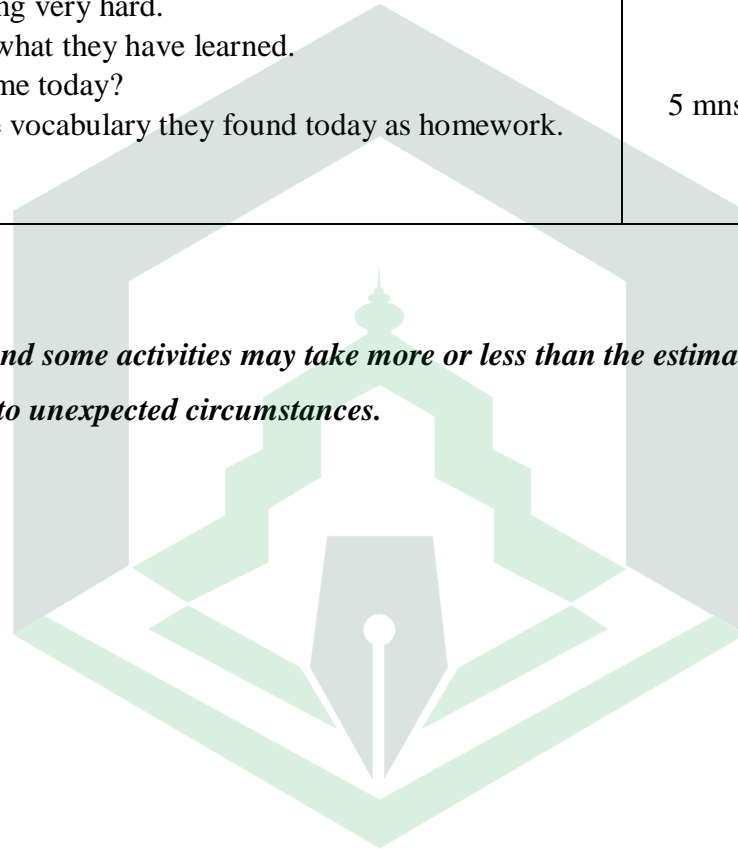 ng very hard.
what they have learned.
me today?
vocabulary they found today as homework.
5 mns
nd some activities may take more or less than the estima
to unexpected circumstances.